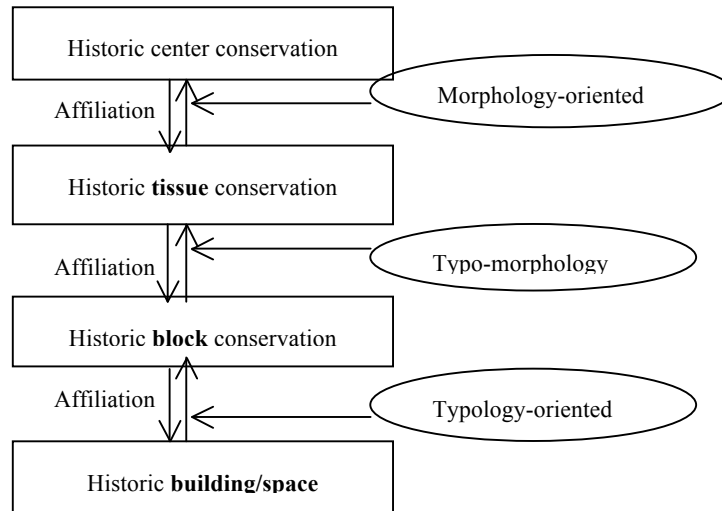 Historic center conservation
Morphology-oriented
Affiliation
Historic tissue conservation
Typo-morphology
Affiliation
Historic block conservation
Affiliation
Typology-oriented
Historic building/space